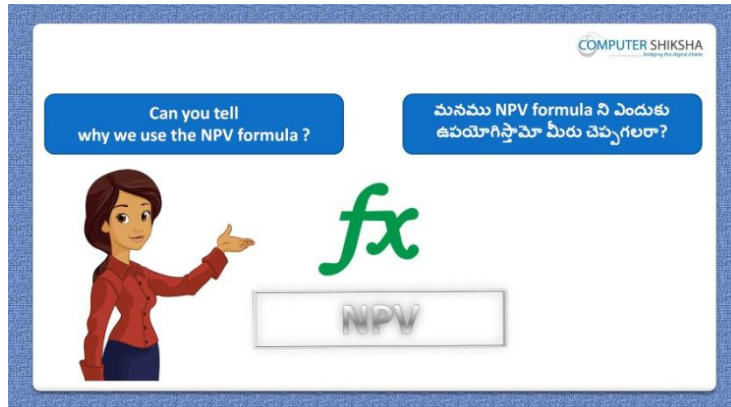 COMPUTER SHIKSHA
bridging the digital divide
Can you tell
why we use the NPV formula ?
మనము NPV formula ని ఎందుకు
ఉపయోగిస్తామో మీరు చెప్పగలరా?
fx
NPV